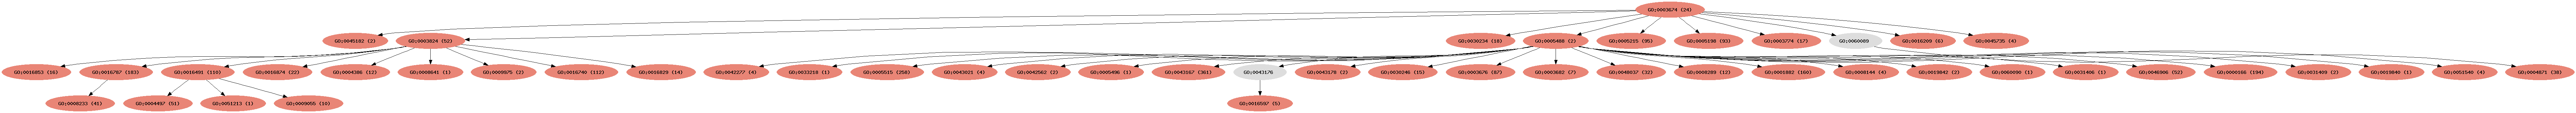 GO:0003674 (24)
GO:0045182 (2)
GO:0003824 (52)
GO:0030234 (18)
GO:0005488 (2)
GO:0005215 (95)
GO:0005198 (93)
GO:0003774 (17)
GO:0060089
GO:0016209 (6)
GO:0045735 (4)
GO:0016853 (16)
GO:0016787 (183)
GO:0016491 (110)
GO:0016874 (22)
GO:0004386 (12)
GO:0008641 (1)
GO:0009975 (2)
GO:0016740 (112)
GO:0016829 (14)
GO:0042277 (4)
GO:0033218 (1)
GO:0005515 (258)
GO:0043021 (4)
GO:0042562 (2)
GO:0005496 (1)
GO:0043167 (361)
GO:0043176
GO:0043178 (2)
GO:0030246 (15)
GO:0003676 (87)
GO:0003682 (7)
GO:0048037 (32)
GO:0008289 (12)
GO:0001882 (160)
GO:0008144 (4)
GO:0019842 (2)
GO:0060090 (1)
GO:0031406 (1)
GO:0046906 (52)
GO:0000166 (194)
GO:0031409 (2)
GO:0019840 (1)
GO:0051540 (4)
GO:0004871 (38)
GO:0008233 (41)
GO:0004497 (51)
GO:0051213 (1)
GO:0009055 (10)
GO:0016597 (5)